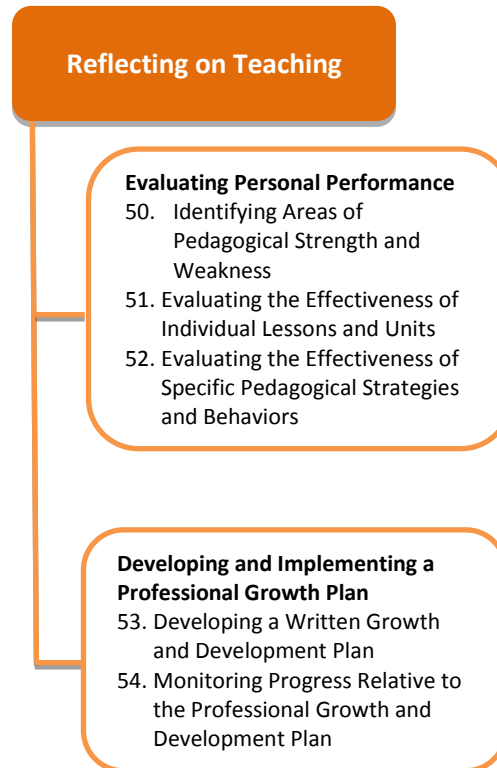 Reflecting on Teaching
Evaluating Personal Performance
50. Identifying Areas of
Pedagogical Strength and
Weakness
51. Evaluating the Effectiveness of
Individual Lessons and Units
52. Evaluating the Effectiveness of
Specific Pedagogical Strategies
and Behaviors
Developing and Implementing a
Professional Growth Plan
53. Developing a Written Growth
and Development Plan
54. Monitoring Progress Relative to
the Professional Growth and
Development Plan